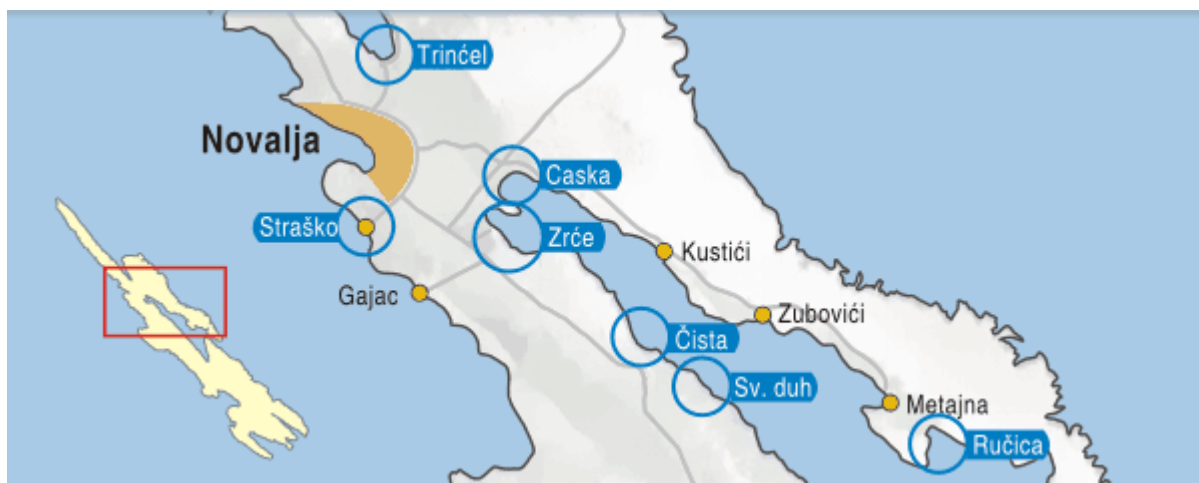 Trinćel
Novalja
Caska
Straško
Zrće
Kustići
Gajac
Zubovići
Čista
Sv. duh
Metajna
Ručica